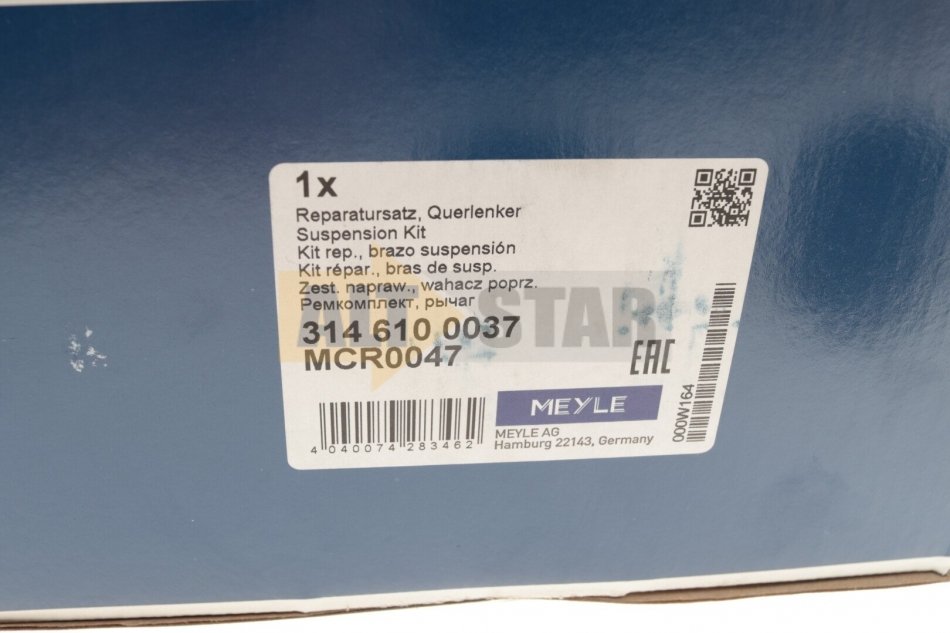 1x
Reparatursatz, Querlenker
Suspension Kit
Kit rep., brazo suspensión
Kit répar., bras de susp.
Zest. napraw., wahacz poprz.
Ремкомплект, рычаг
314 610 0037
MCR0047
STAR
EAC
MEYLE
MEYLE AG
Hamburg 22143, Germany
4 040074 283462
000W164